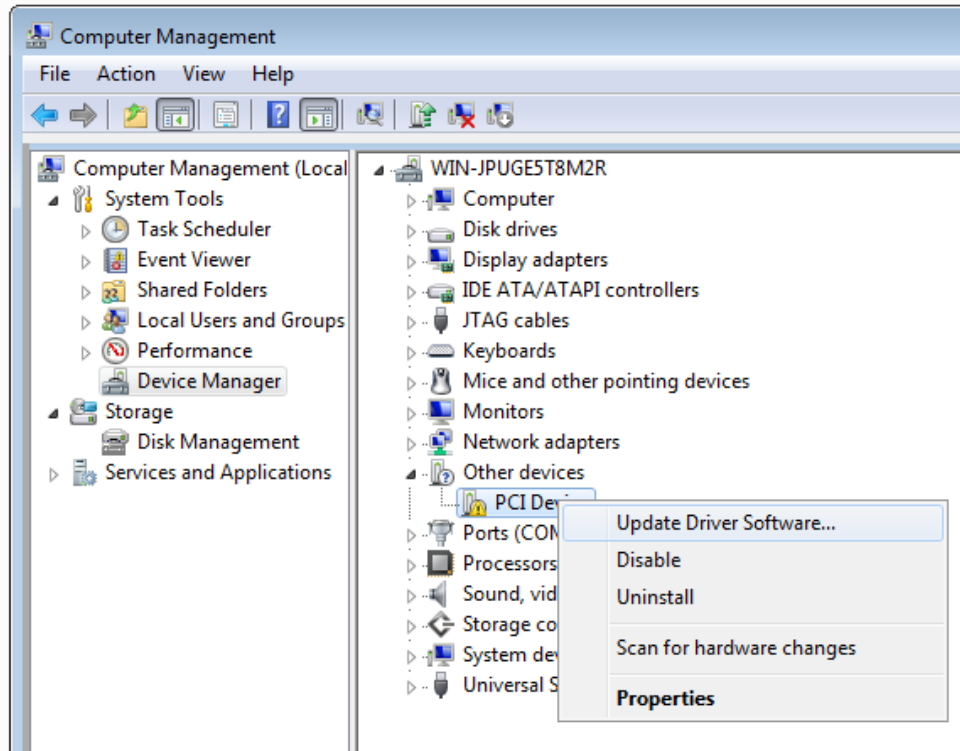 Computer Management
File Action View Help
Computer Management (Local
System Tools
Task Scheduler
Event Viewer
Shared Folders
Local Users and Groups
Performance
Device Manager
Storage
Disk Management
Services and Applications
WIN-JPUGE5T8M2R
Computer
Disk drives
Display adapters
IDE ATA/ATAPI controllers
JTAG cables
Keyboards
Mice and other pointing devices
Monitors
Network adapters
Other devices
PCI
Ports (COM
Processors
Sound, vid
Storage co
System dev
Universal S
Update Driver Software...
Disable
Uninstall
Scan for hardware changes
Properties